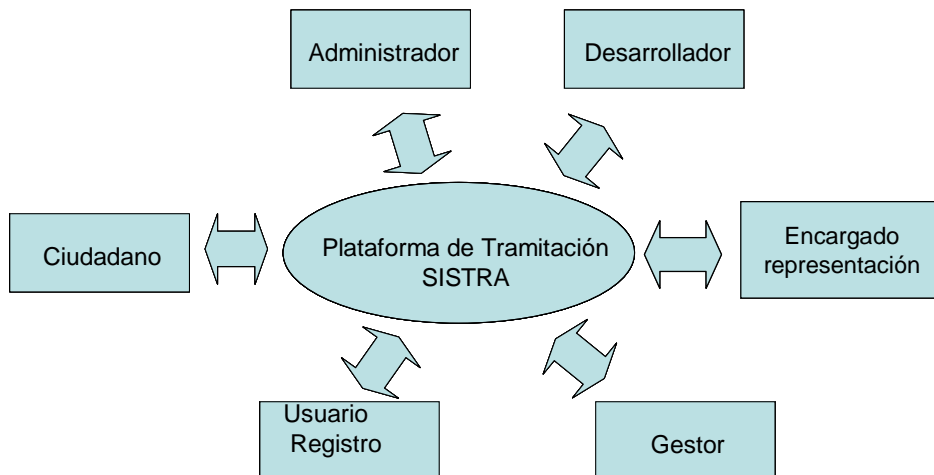 Administrador
Desarrollador
Ciudadano
Plataforma de Tramitación
SISTRA
Encargado
representación
Usuario
Registro
Gestor